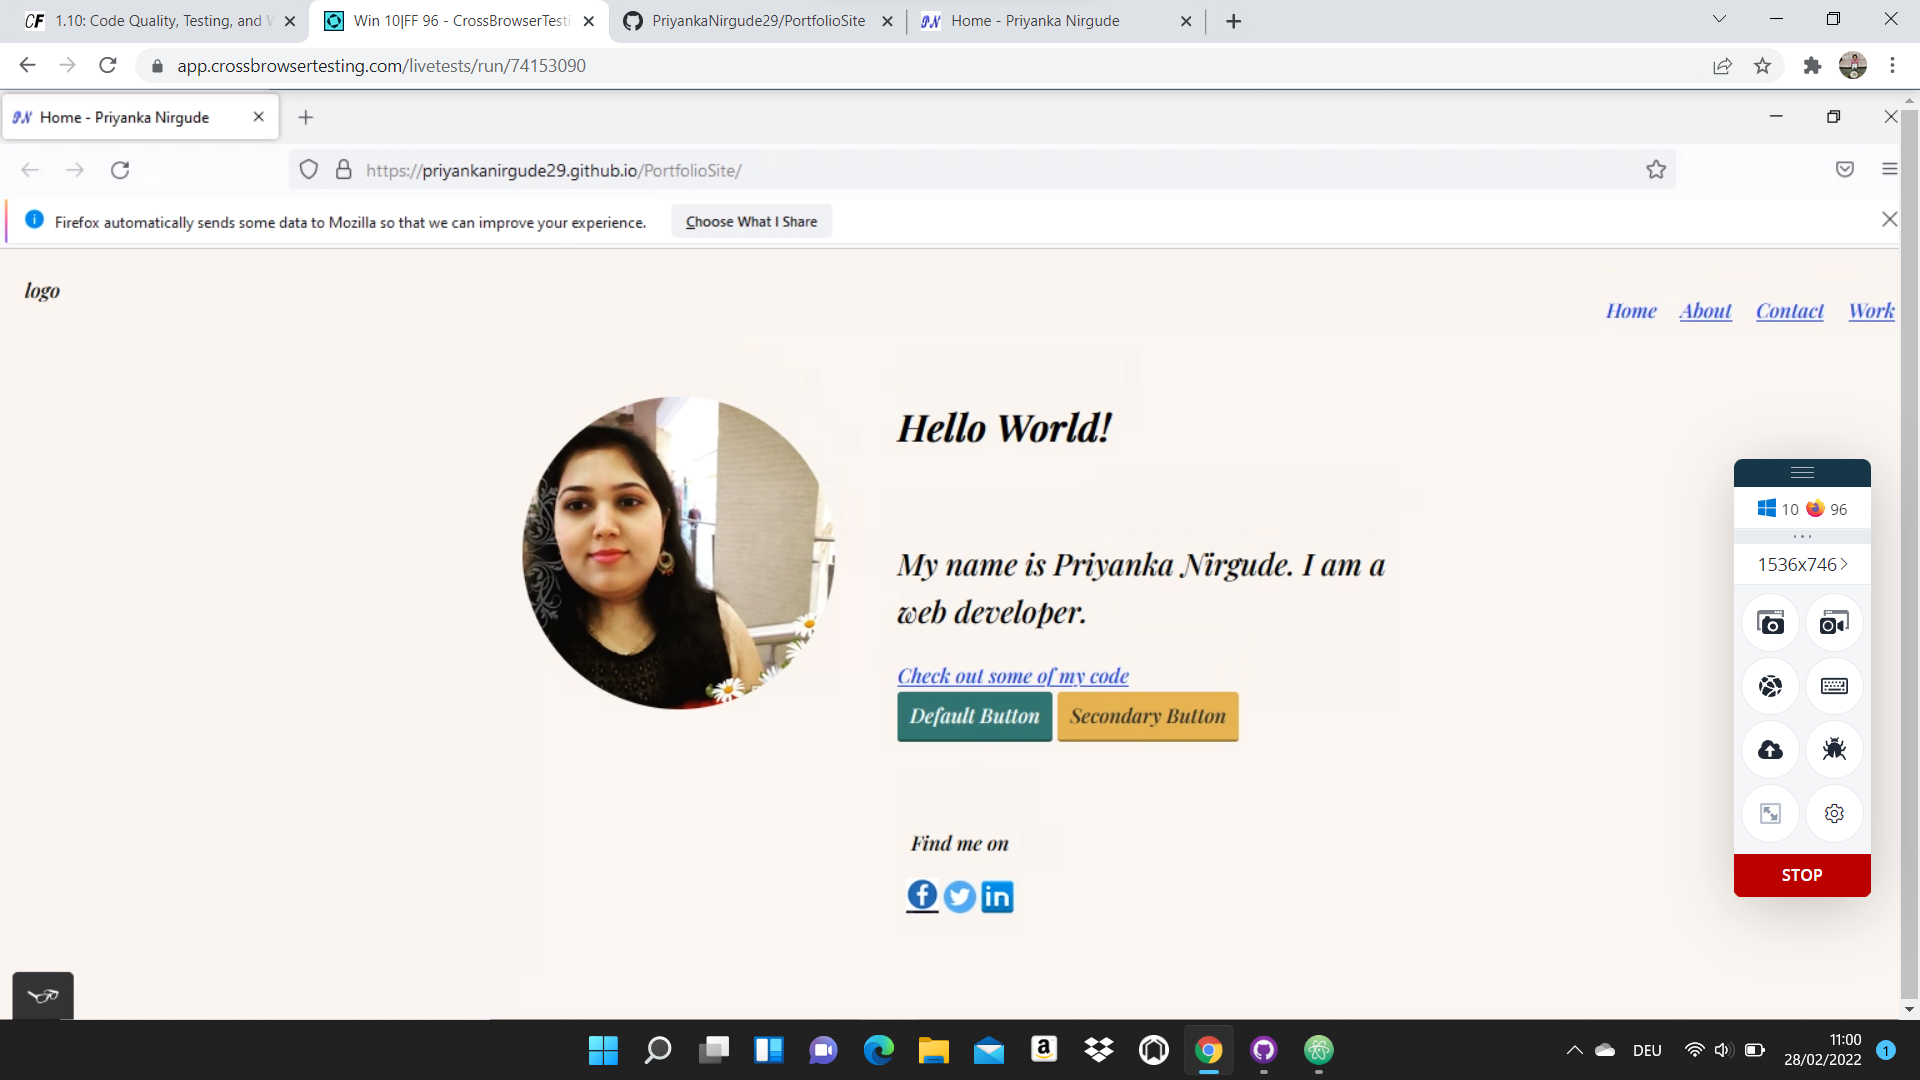 CF 1.10: Code Quality, Testing, and W
Win 10|FF 96 - CrossBrowserTesti
PriyankaNirgude29/PortfolioSite
PN Home - Priyanka Nirgude
app.crossbrowsertesting.com/livetests/run/74153090
PN Home - Priyanka Nirgude
https://priyankanirgude29.github.io/PortfolioSite/
Firefox automatically sends some data to Mozilla so that we can improve your experience. Choose What I Share
logo
Home About Contact Work
Hello World!
My name is Priyanka Nirgude. I am a
web developer.
Check out some of my code
Default Button Secondary Button
Find me on
f in
10 96
1536x746
STOP
a
DEU
11:00
28/02/2022
1